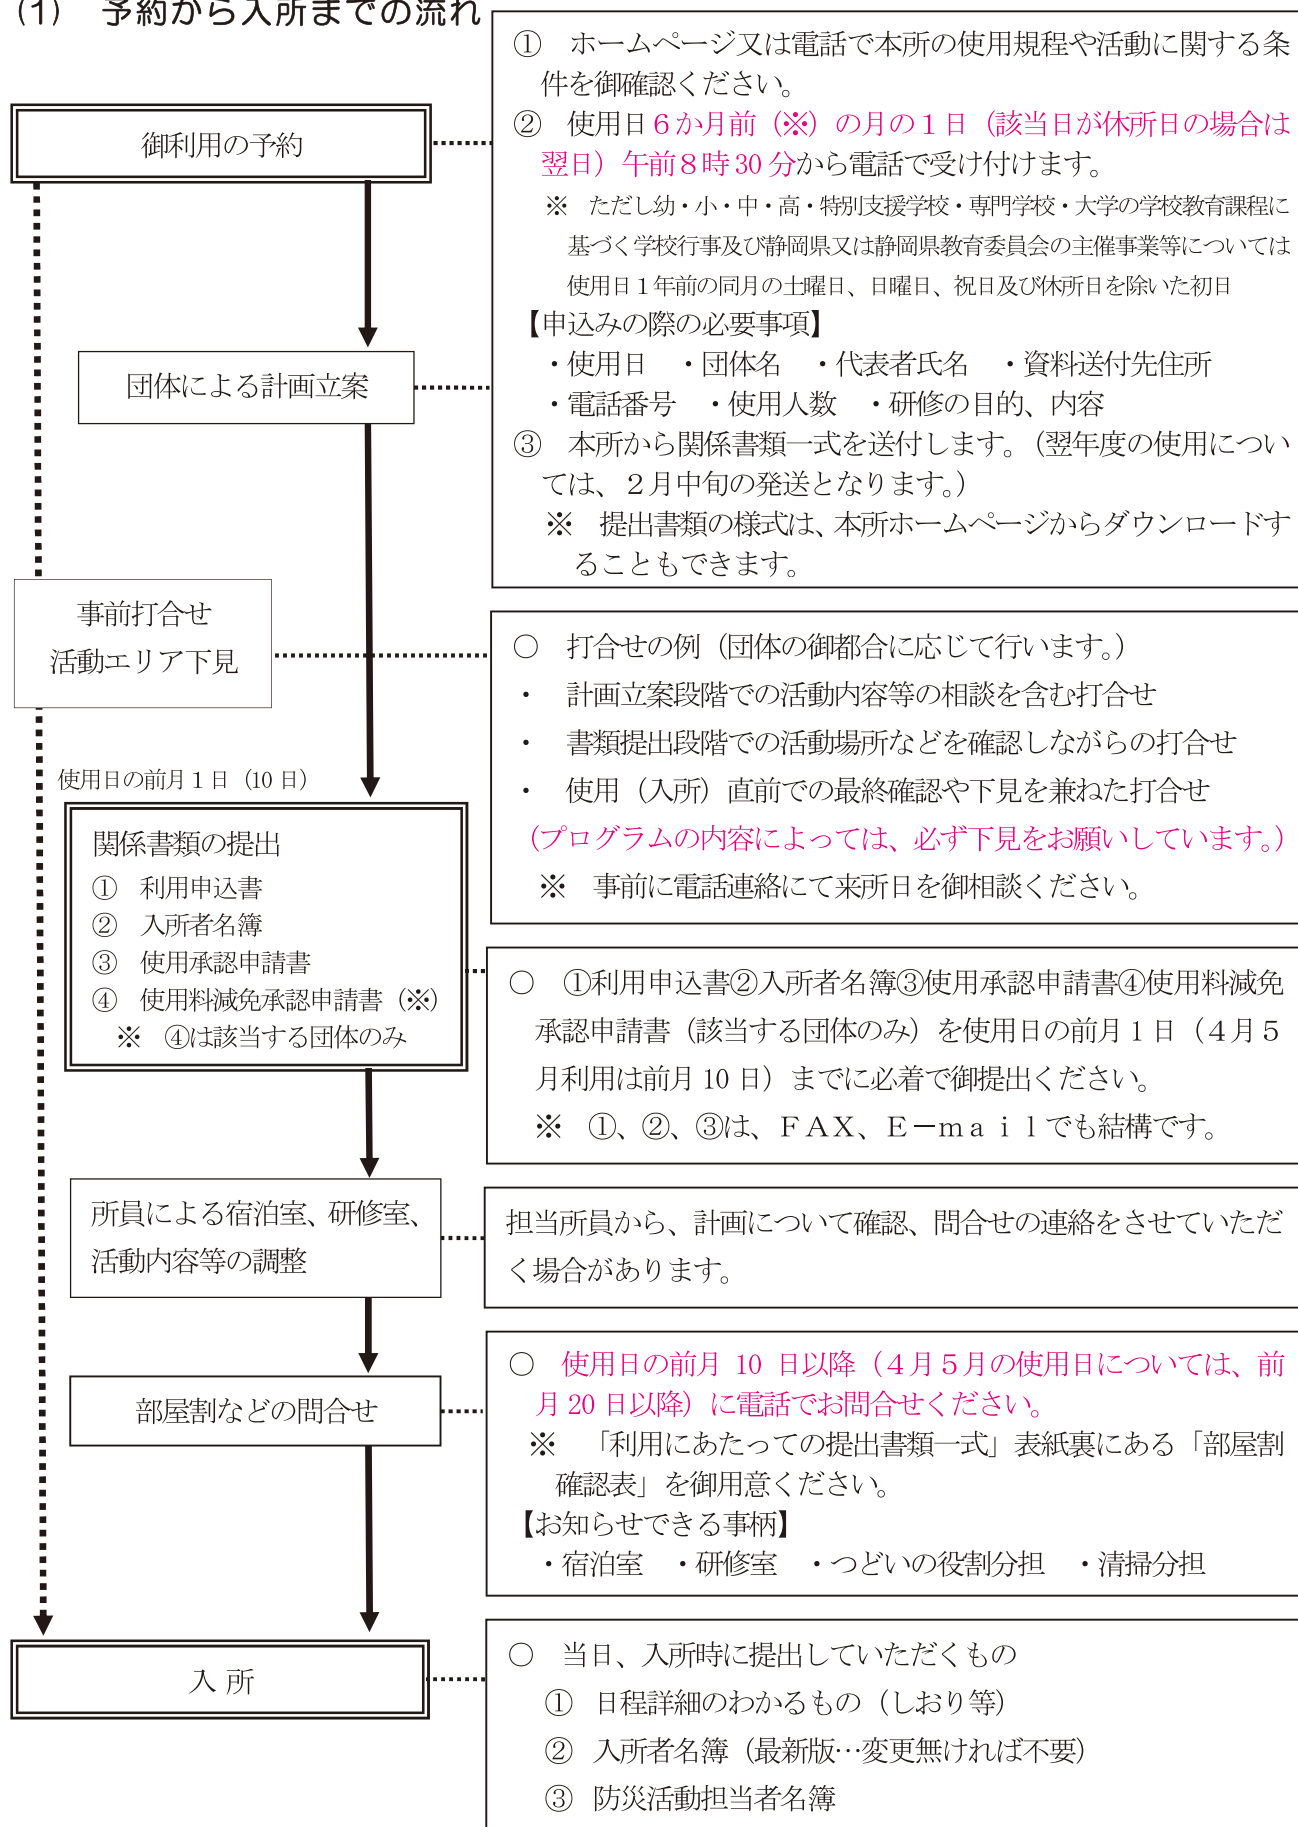 (1)　予約から入所までの流れ
御利用の予約
①　ホームページ又は電話で本所の使用規程や活動に関する条
件を御確認ください。
②　使用日６か月前（※）の月の１日（該当日が休所日の場合は
翌日）午前８時 30 分から電話で受け付けます。
※　ただし幼・小・中・高・特別支援学校・専門学校・大学の学校教育課程に
基づく学校行事及び静岡県又は静岡県教育委員会の主催事業等については
使用日１年前の同月の土曜日、日曜日、祝日及び休所日を除いた初日
【申込みの際の必要事項】
・使用日　・団体名　・代表者氏名　・資料送付先住所
・電話番号　・使用人数　・研修の目的、内容
③　本所から関係書類一式を送付します。（翌年度の使用につい
ては、２月中旬の発送となります。）
※　提出書類の様式は、本所ホームページからダウンロードす
ることもできます。
団体による計画立案
事前打合せ
活動エリア下見
○　打合せの例（団体の御都合に応じて行います。）
・　計画立案段階での活動内容等の相談を含む打合せ
・　書類提出段階での活動場所などを確認しながらの打合せ
・　使用（入所）直前での最終確認や下見を兼ねた打合せ
（プログラムの内容によっては、必ず下見をお願いしています。）
※　事前に電話連絡にて来所日を御相談ください。
使用日の前月１日（10 日）
関係書類の提出
①　利用申込書
②　入所者名簿
③　使用承認申請書
④　使用料減免承認申請書（※）
※　④は該当する団体のみ
○　①利用申込書②入所者名簿③使用承認申請書④使用料減免
承認申請書（該当する団体のみ）を使用日の前月１日（４月５
月利用は前月 10 日）までに必着で御提出ください。
※　①、②、③は、ＦＡＸ、Ｅ－ｍａｉｌでも結構です。
所員による宿泊室、研修室、
活動内容等の調整
担当所員から、計画について確認、問合せの連絡をさせていただ
く場合があります。
部屋割などの問合せ
○　使用日の前月 10 日以降（４月５月の使用日については、前
月 20 日以降）に電話でお問合せください。
※　「利用にあたっての提出書類一式」表紙裏にある「部屋割
確認表」を御用意ください。
【お知らせできる事柄】
・宿泊室　・研修室　・つどいの役割分担　・清掃分担
入 所
○　当日、入所時に提出していただくもの
①　日程詳細のわかるもの（しおり等）
②　入所者名簿（最新版…変更無ければ不要）
③　防災活動担当者名簿